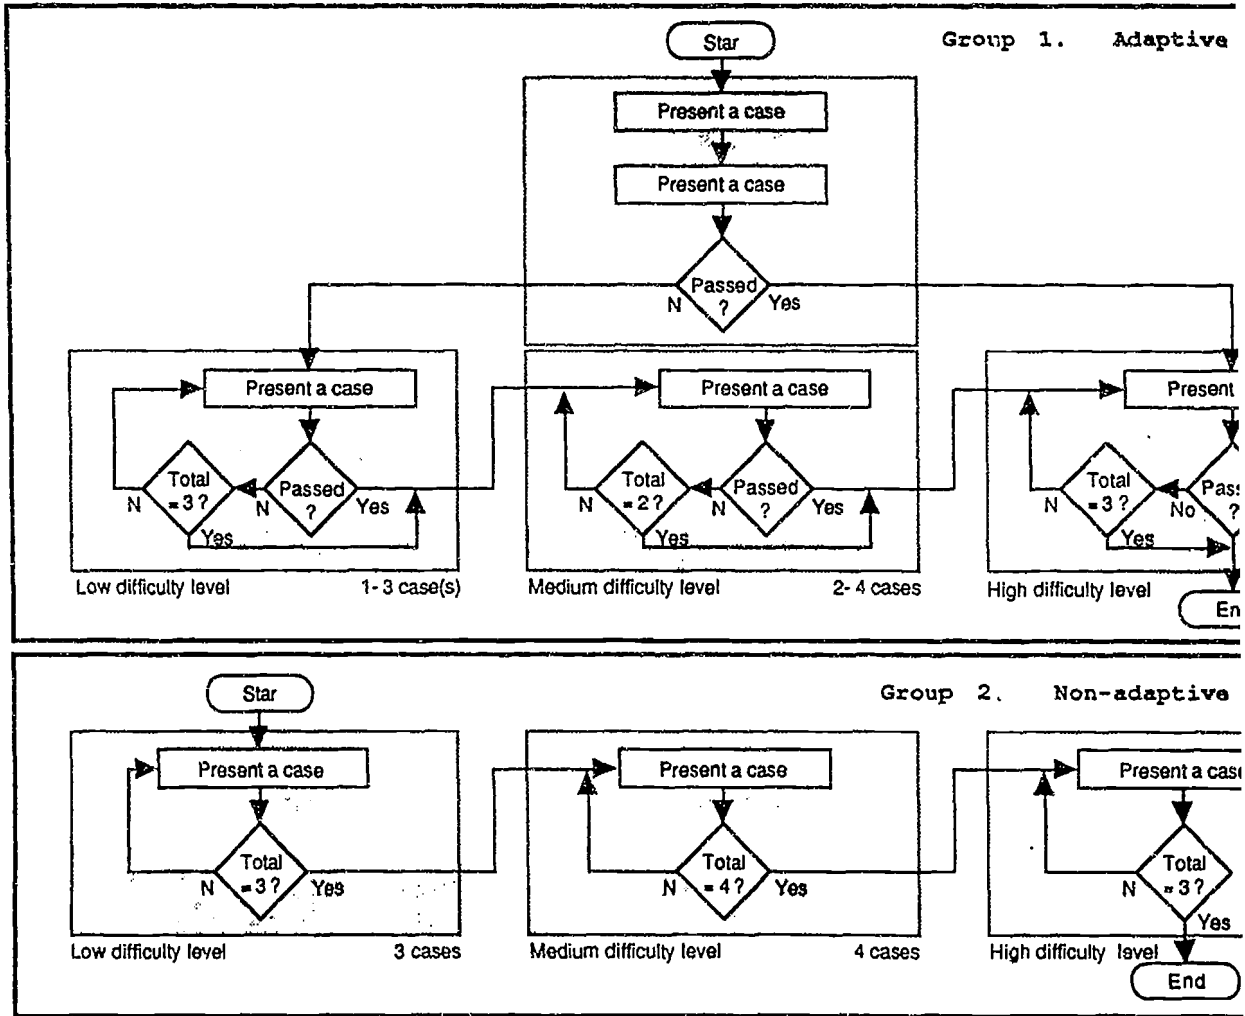 Group 1. Adaptive
Star
Present a case
Present a case
Passed
?
N
Yes
Present a case
Passed
?
N
Yes
Total
= 3 ?
N
Yes
Low difficulty level
1- 3 case(s)
Present a case
Passed
?
N
Yes
Total
= 2 ?
N
Yes
Medium difficulty level
2- 4 cases
Present
Pass
?
No
Total
= 3 ?
N
Yes
High difficulty level
En
Group 2. Non-adaptive
Star
Present a case
Total
= 3 ?
N
Yes
Low difficulty level
3 cases
Present a case
Total
= 4 ?
N
Yes
Medium difficulty level
4 cases
Present a case
Total
= 3 ?
N
Yes
High difficulty level
End